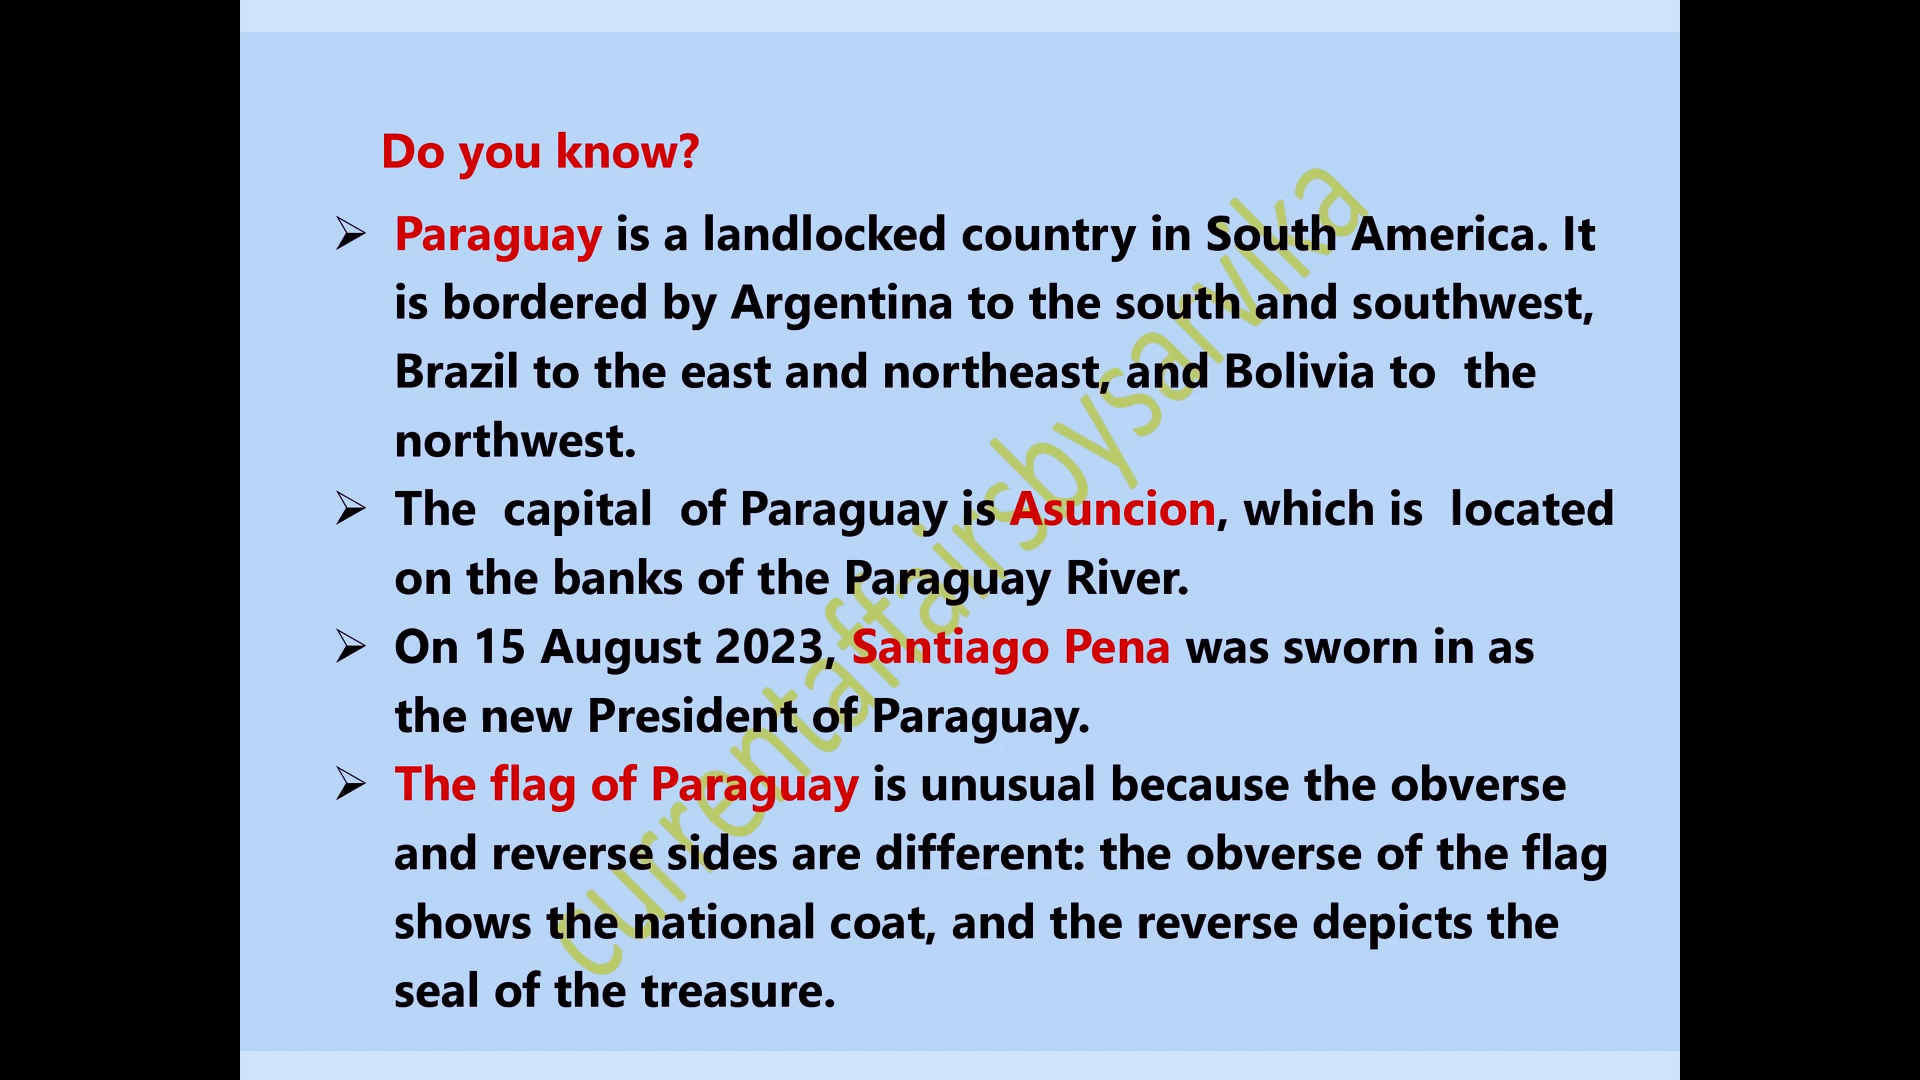 Do you know?
➢ Paraguay is a landlocked country in South America. It
is bordered by Argentina to the south and southwest,
Brazil to the east and northeast, and Bolivia to the
northwest.
➢ The capital of Paraguay is Asuncion, which is located
on the banks of the Paraguay River.
➢ On 15 August 2023, Santiago Pena was sworn in as
the new President of Paraguay.
➢ The flag of Paraguay is unusual because the obverse
and reverse sides are different: the obverse of the flag
shows the national coat, and the reverse depicts the
seal of the treasure.
currentaffairsbysarvika